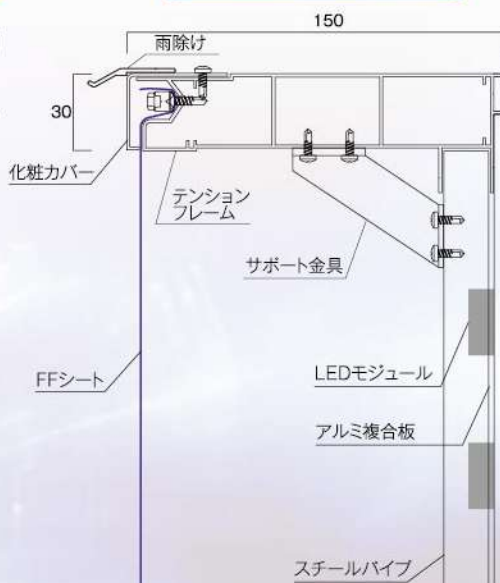 150
雨除け
30
化粧カバー
テンション
フレーム
サポート金具
FFシート
LEDモジュール
アルミ複合板
スチールパイプ